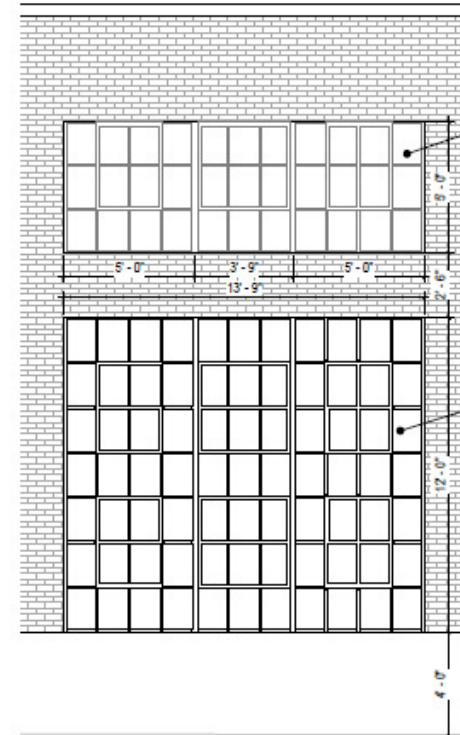 5' - 0"
5' - 0"
3' - 9"
5' - 0"
13' - 9"
2' - 6"
12' - 0"
4' - 0"